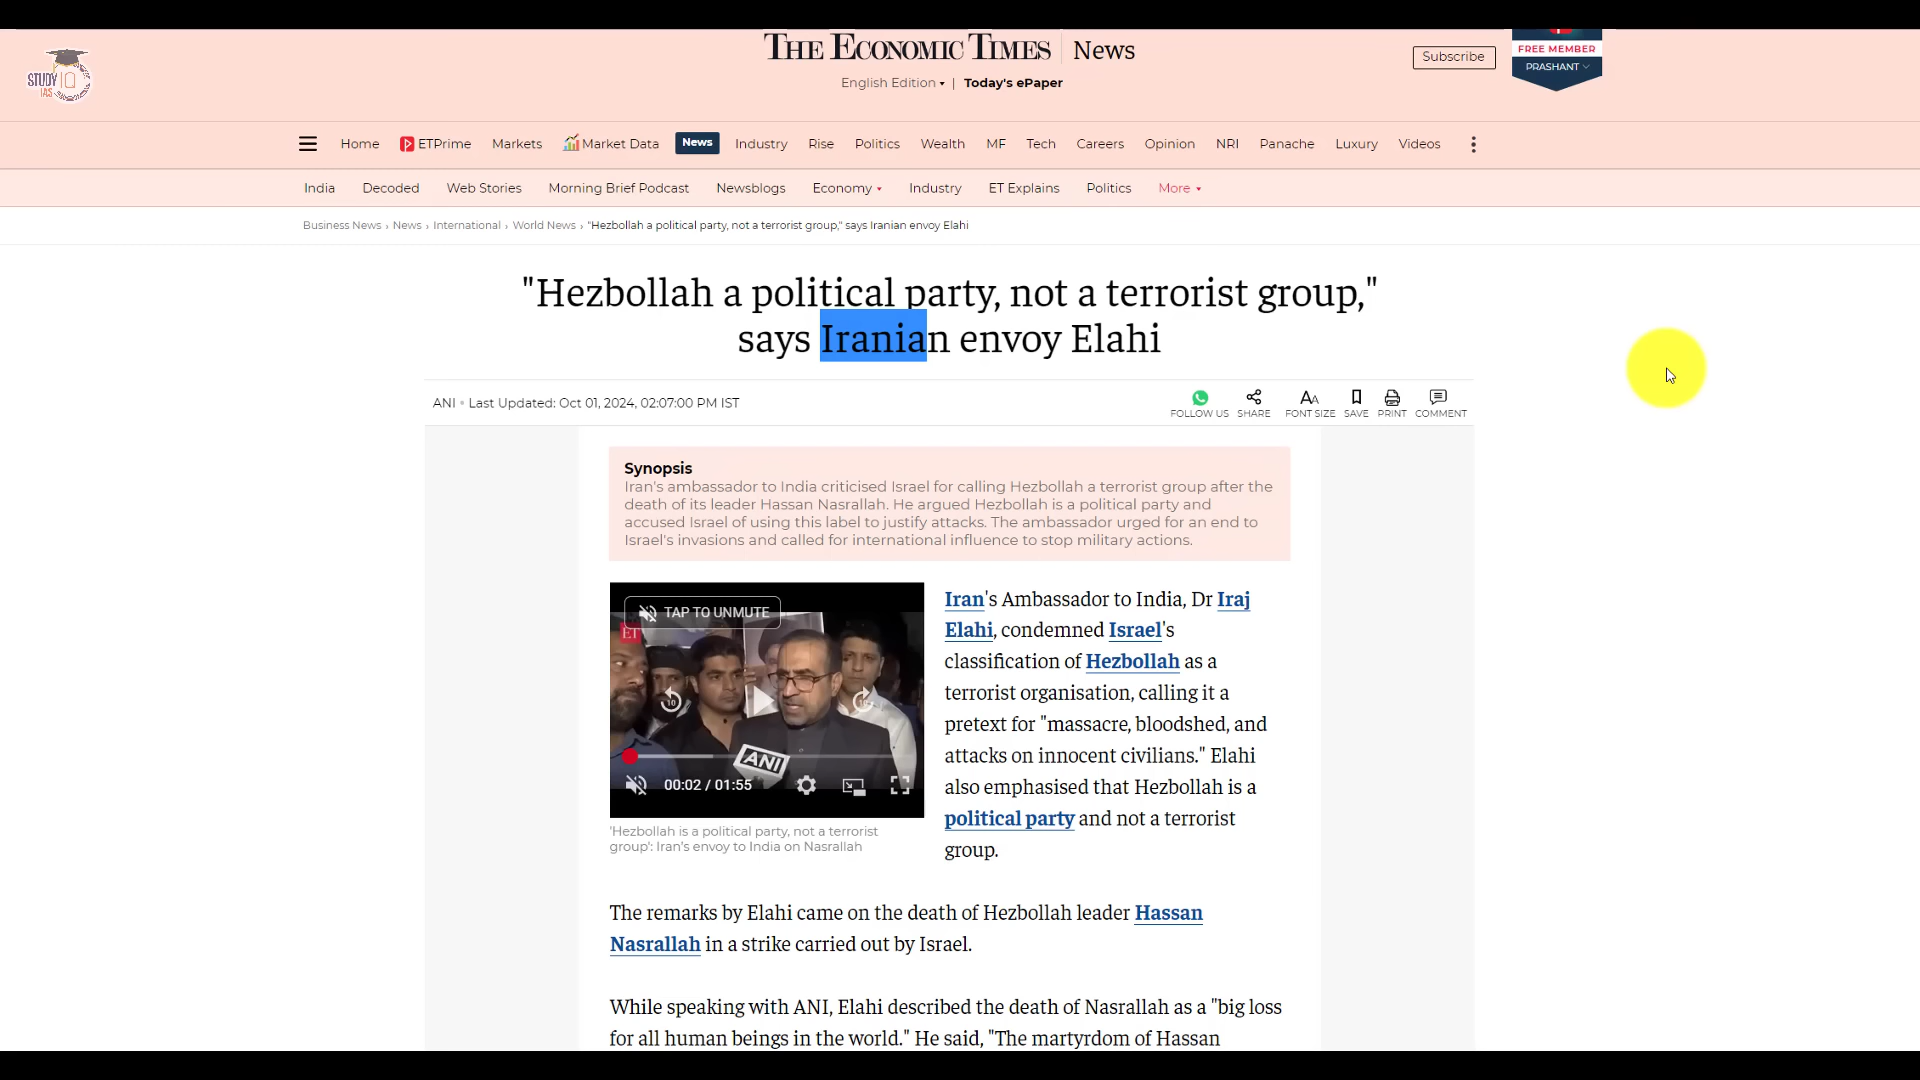 STUDY IQ
IAS
THE ECONOMIC TIMES | News
English Edition | Today's ePaper
Subscribe
FREE MEMBER
PRASHANT
Home ETPrime Markets Market Data News Industry Rise Politics Wealth MF Tech Careers Opinion NRI Panache Luxury Videos
India Decoded Web Stories Morning Brief Podcast Newsblogs Economy Industry ET Explains Politics More
Business News › News › International › World News › "Hezbollah a political party, not a terrorist group," says Iranian envoy Elahi
"Hezbollah a political party, not a terrorist group,"
says Iranian envoy Elahi
ANI • Last Updated: Oct 01, 2024, 02:07:00 PM IST
FOLLOW US SHARE FONT SIZE SAVE PRINT COMMENT
Synopsis
Iran's ambassador to India criticised Israel for calling Hezbollah a terrorist group after the
death of its leader Hassan Nasrallah. He argued Hezbollah is a political party and
accused Israel of using this label to justify attacks. The ambassador urged for an end to
Israel's invasions and called for international influence to stop military actions.
TAP TO UNMUTE
ET
10 10
ANI
00:02 / 01:55
'Hezbollah is a political party, not a terrorist
group': Iran's envoy to India on Nasrallah
Iran's Ambassador to India, Dr Iraj
Elahi, condemned Israel's
classification of Hezbollah as a
terrorist organisation, calling it a
pretext for "massacre, bloodshed, and
attacks on innocent civilians." Elahi
also emphasised that Hezbollah is a
political party and not a terrorist
group.
The remarks by Elahi came on the death of Hezbollah leader Hassan
Nasrallah in a strike carried out by Israel.
While speaking with ANI, Elahi described the death of Nasrallah as a "big loss
for all human beings in the world." He said, "The martyrdom of Hassan